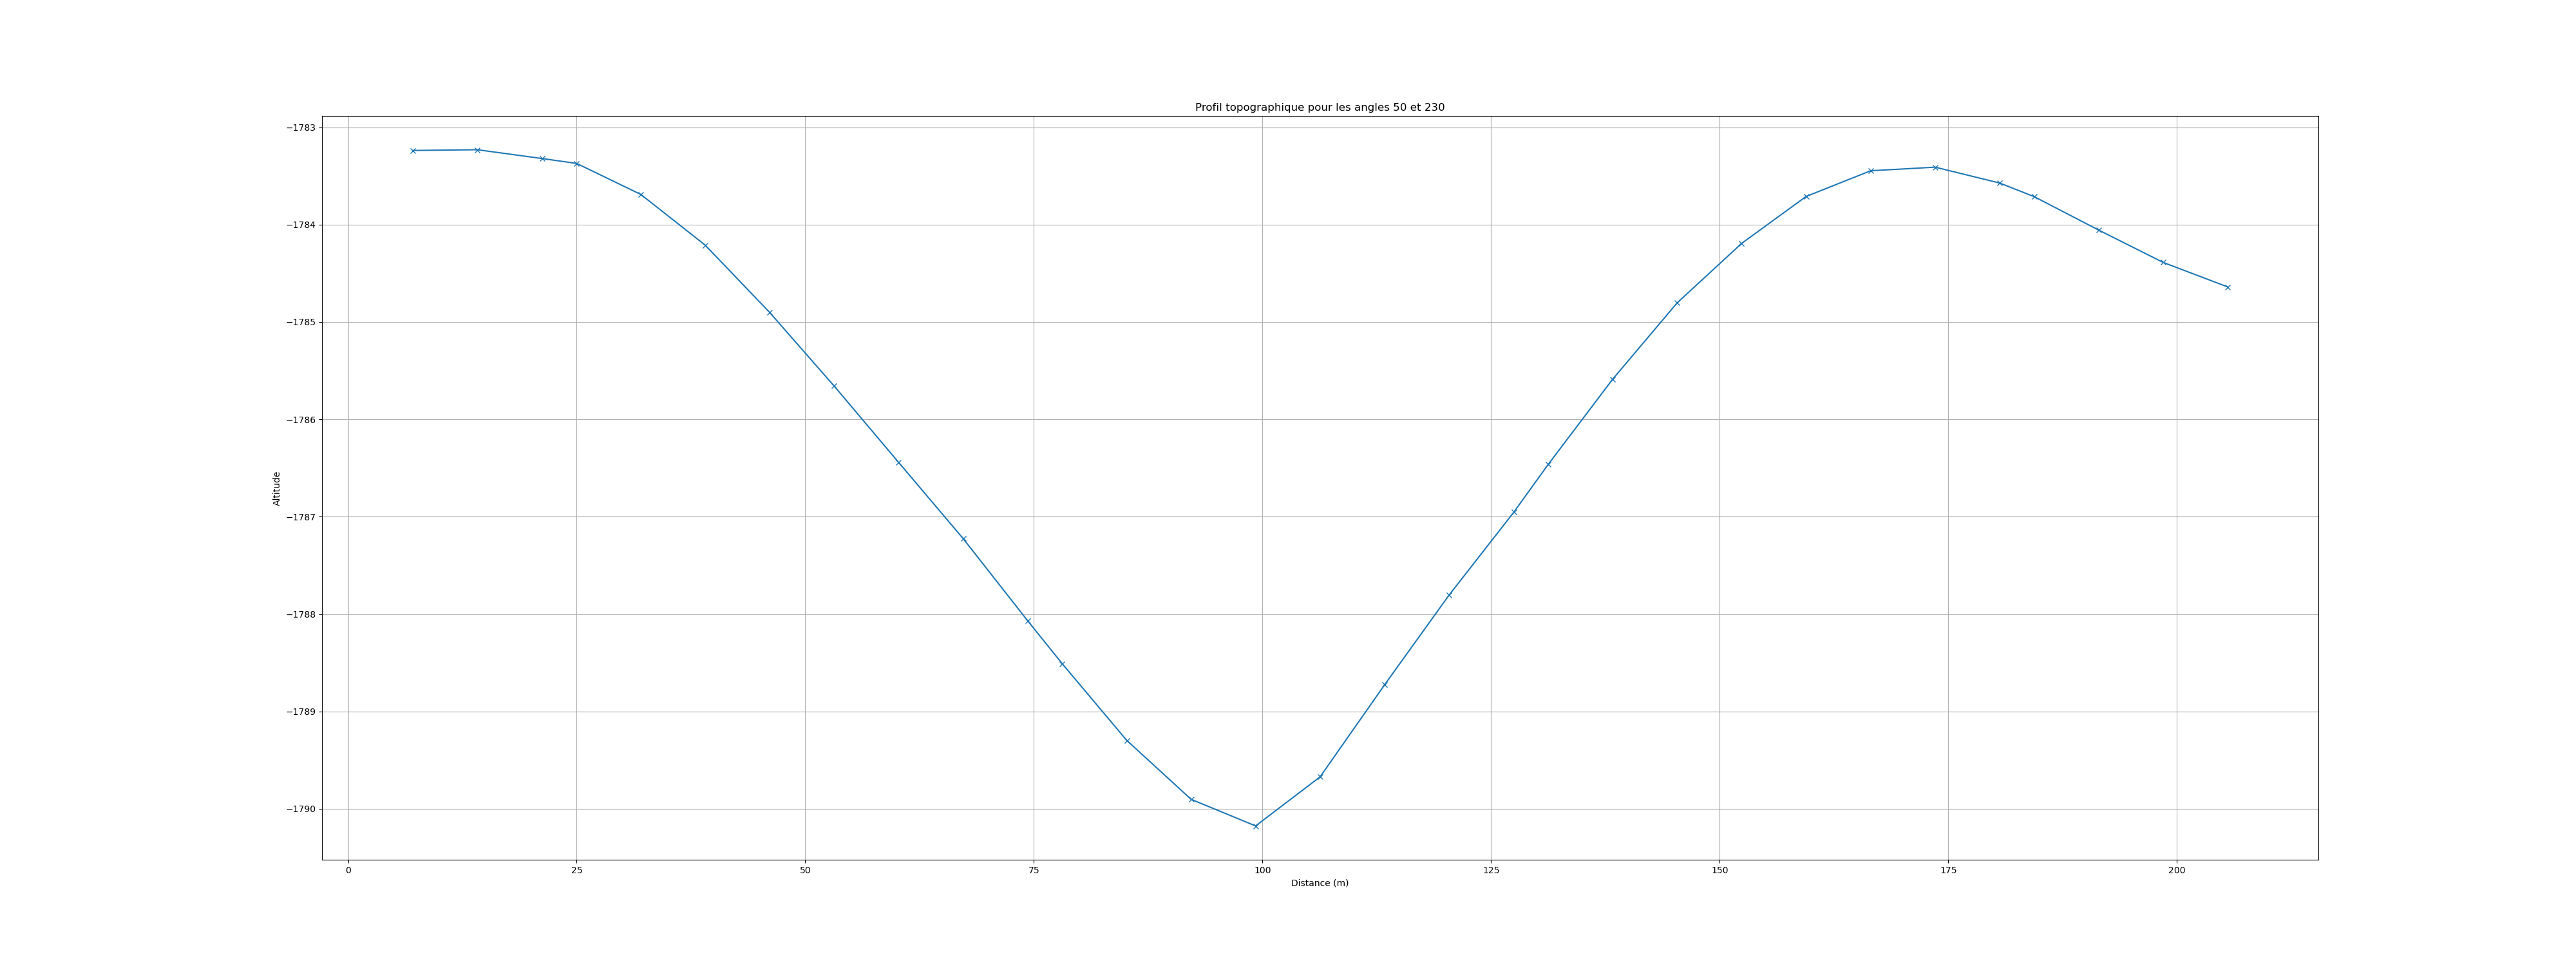 Profil topographique pour les angles 50 et 230
−1783
−1784
−1785
−1786
−1787
−1788
−1789
−1790
Altitude
0 25 50 75 100 125 150 175 200
Distance (m)